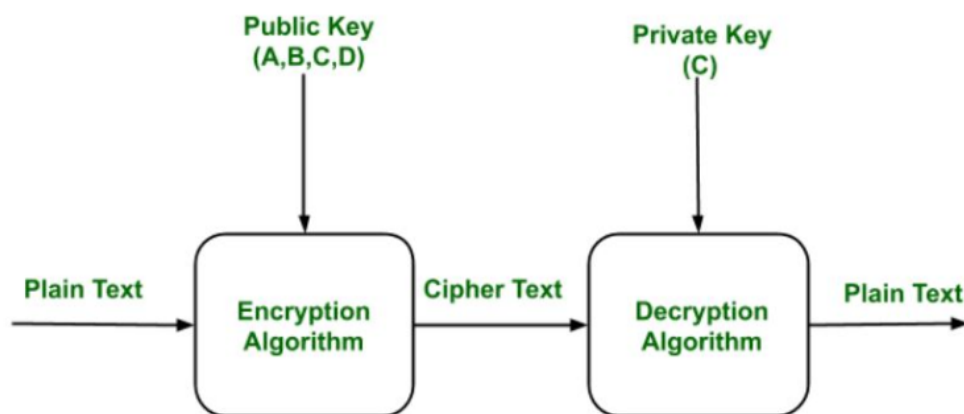 Public Key
(A,B,C,D)
Private Key
(C)
Plain Text
Encryption
Algorithm
Cipher Text
Decryption
Algorithm
Plain Text